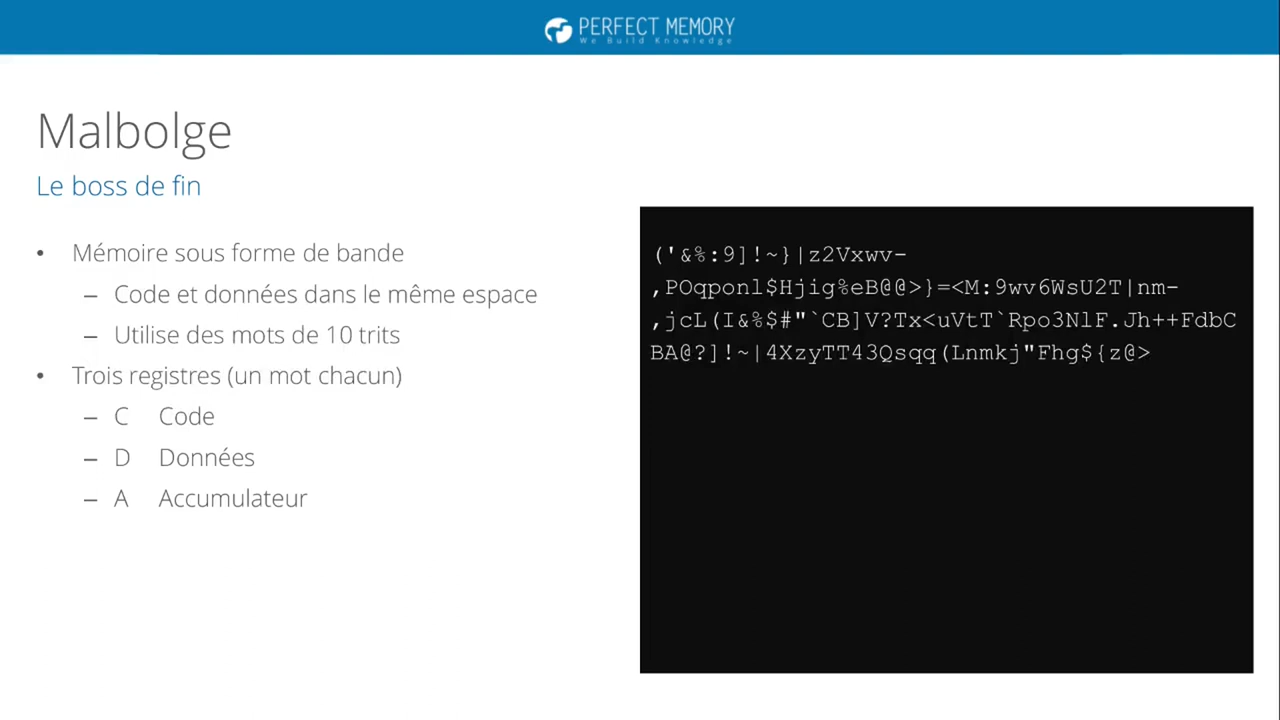 PERFECT MEMORY
We Build Knowledge
Malbolge
Le boss de fin
• Mémoire sous forme de bande
– Code et données dans le même espace
– Utilise des mots de 10 trits
• Trois registres (un mot chacun)
– C Code
– D Données
– A Accumulateur
('&%:9]!~}|z2Vxwv-
,POqponl$Hjig%eB@@>}=<M:9wv6WsU2T|nm-
,jcL(I&%$#"`CB]V?Tx<uVtT`Rpo3NlF.Jh++FdbC
BA@?]!~|4XzyTT43Qsqq(Lnmkj"Fhg${z@>